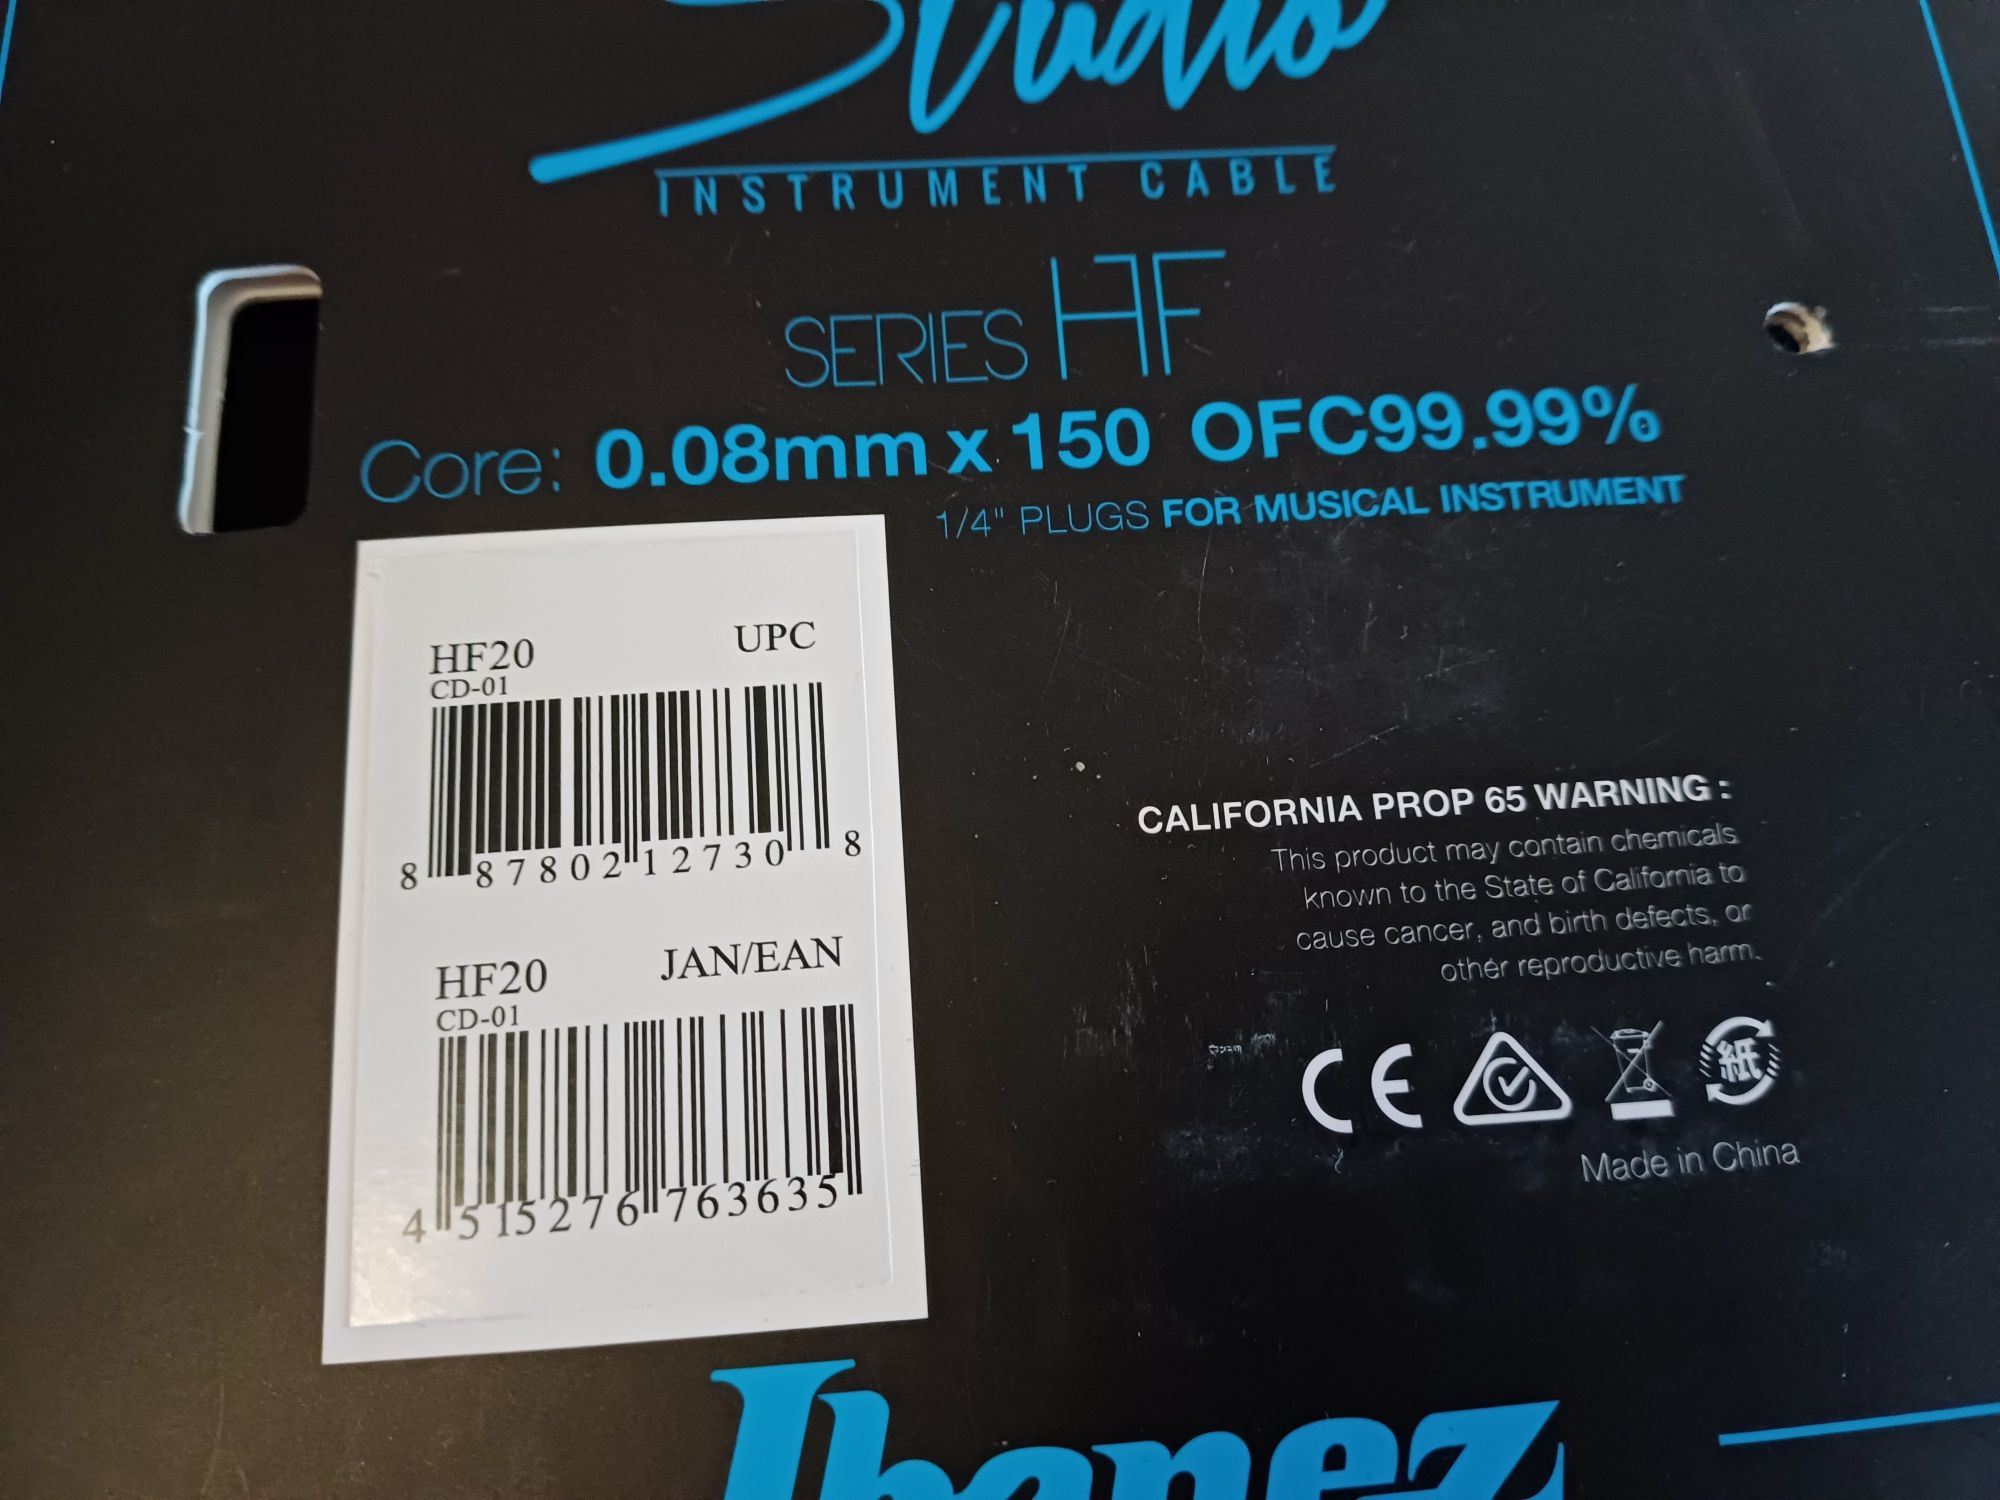 Studio
INSTRUMENT CABLE
SERIES HF
Core: 0.08mm x 150 OFC99.99%
1/4" PLUGS FOR MUSICAL INSTRUMENT
HF20 UPC
CD-01
8 87802 12730 8
HF20 JAN/EAN
CD-01
4 515276 763635
CALIFORNIA PROP 65 WARNING :
This product may contain chemicals
known to the State of California to
cause cancer, and birth defects, or
other reproductive harm.
CE 紙
Made in China
Ibanez